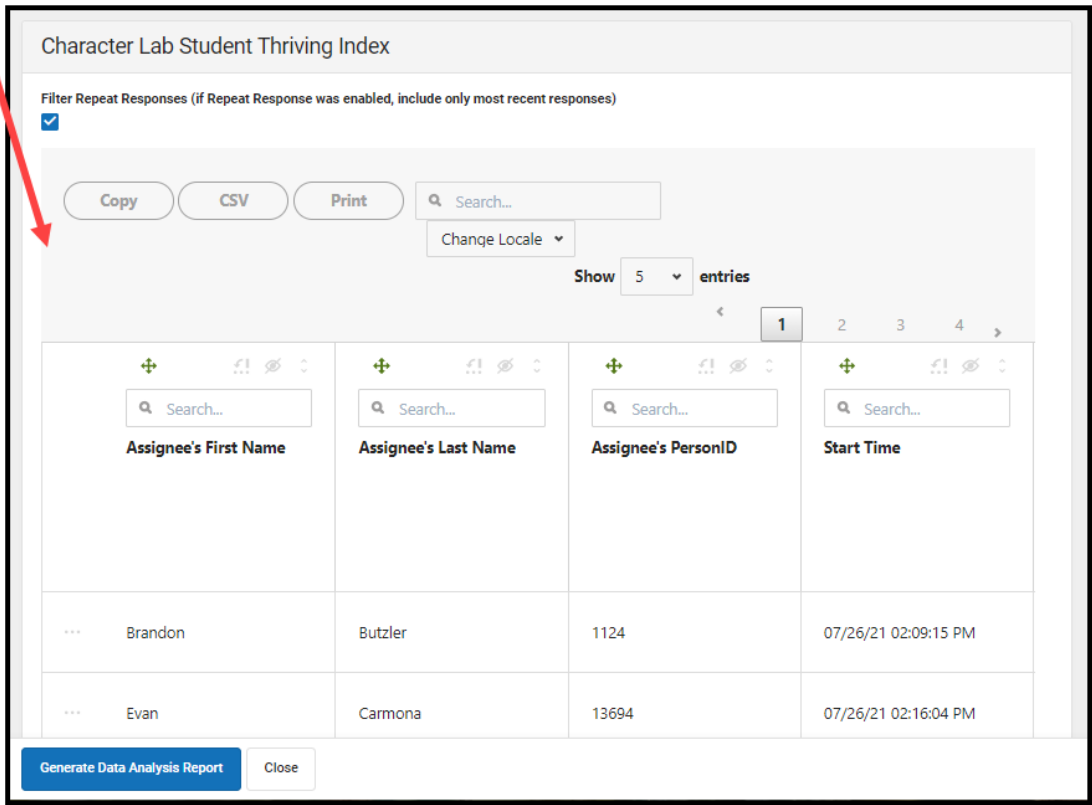 Character Lab Student Thriving Index
Filter Repeat Responses (if Repeat Response was enabled, include only most recent responses)
Copy CSV Print Search...
Change Locale
Show 5 entries
1 2 3 4
Search... Search... Search... Search...
Assignee's First Name Assignee's Last Name Assignee's PersonID Start Time
Brandon Butzler 1124 07/26/21 02:09:15 PM
Evan Carmona 13694 07/26/21 02:16:04 PM
Generate Data Analysis Report Close